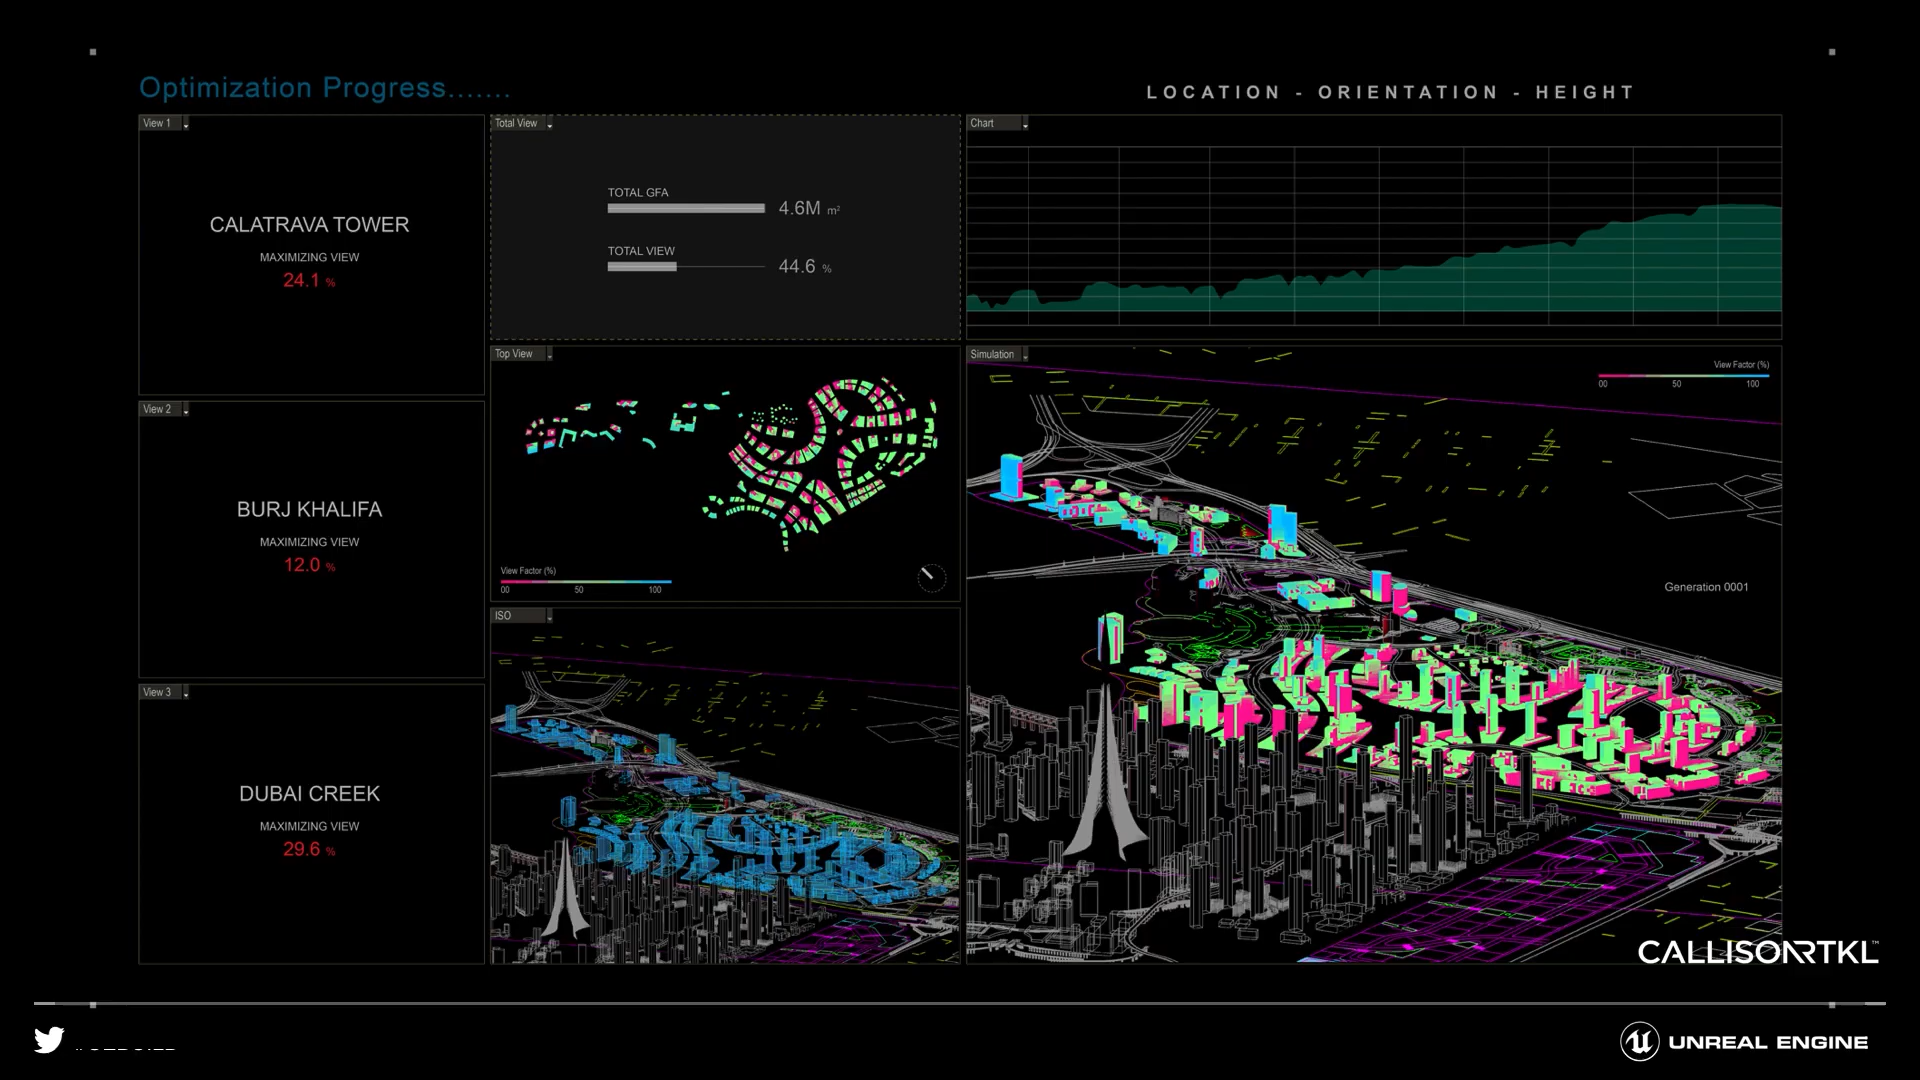 Optimization Progress.......
LOCATION - ORIENTATION - HEIGHT
View 1
CALATRAVA TOWER
MAXIMIZING VIEW
24.1 %
View 2
BURJ KHALIFA
MAXIMIZING VIEW
12.0 %
View 3
DUBAI CREEK
MAXIMIZING VIEW
29.6 %
Total View
TOTAL GFA
4.6M m²
TOTAL VIEW
44.6 %
Top View
View Factor (%)
00 50 100
ISO
Chart
Simulation
View Factor (%)
00 50 100
Generation 0001
CALLISONRTKL™
UNREAL ENGINE